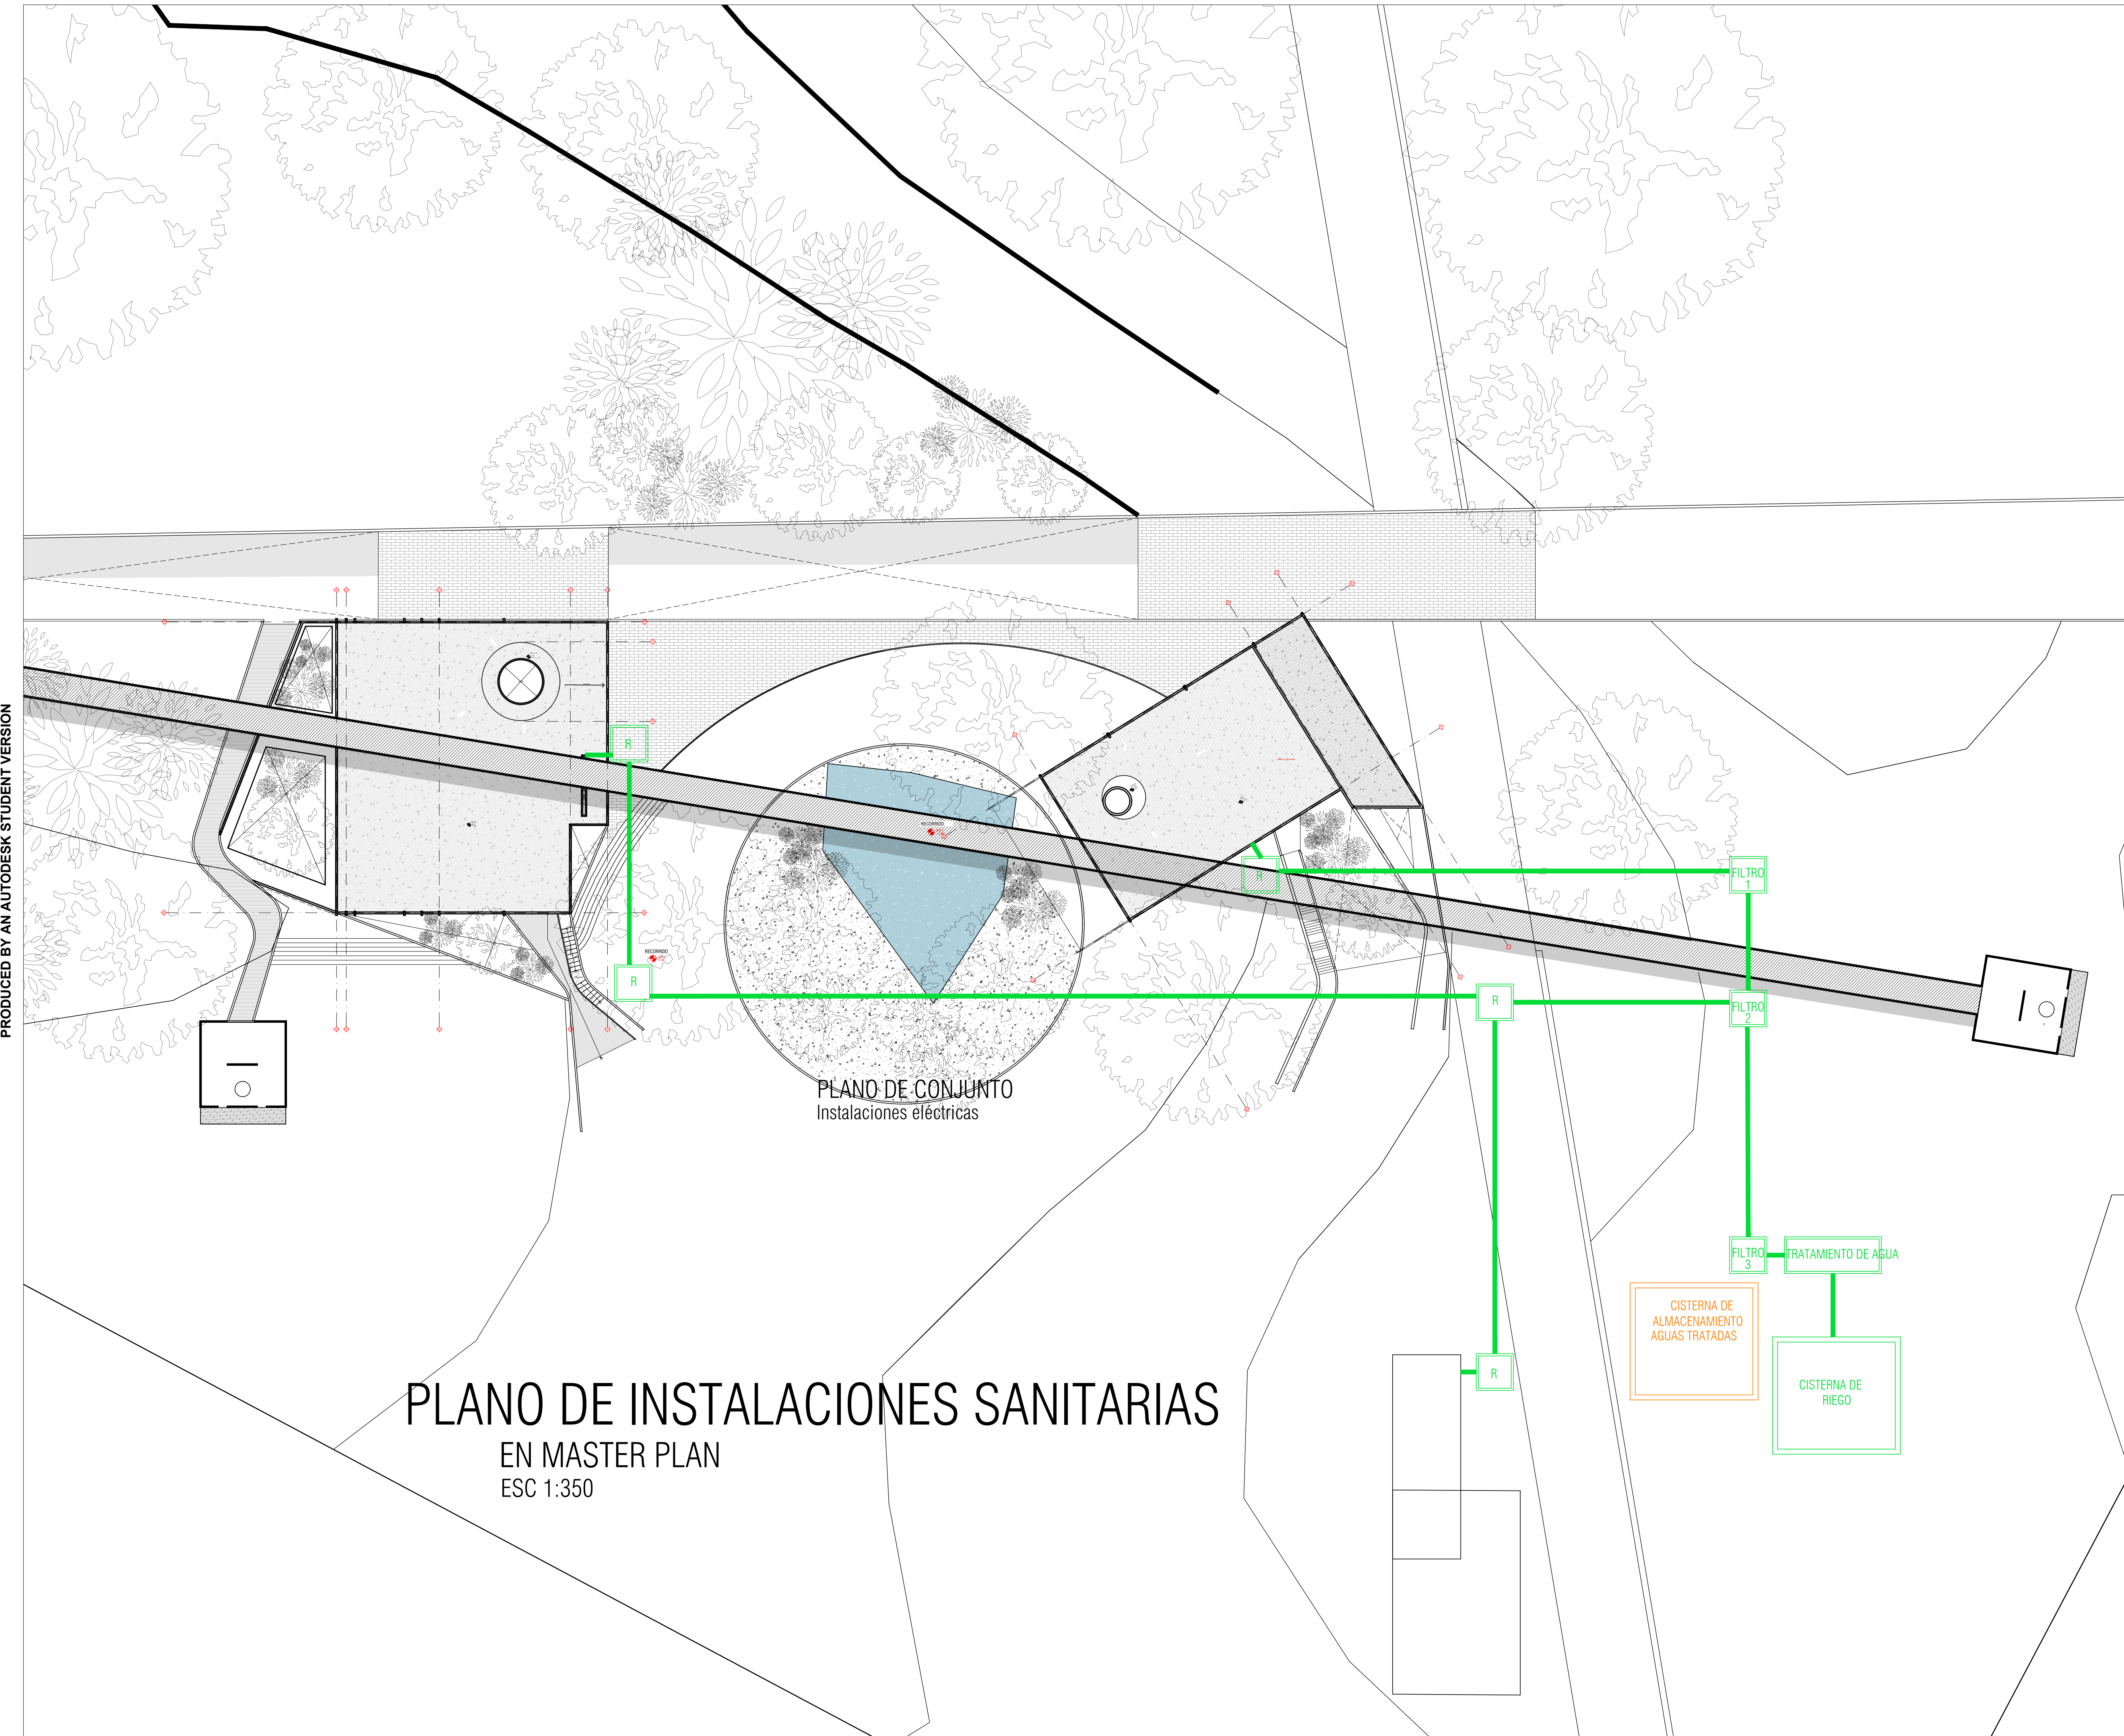 PRODUCED BY AN AUTODESK STUDENT VERSION
R
RECORRIDO
R
FILTRO
1
RECORRIDO
R
R
FILTRO
2
PLANO DE CONJUNTO
Instalaciones eléctricas
FILTRO
3
TRATAMIENTO DE AGUA
CISTERNA DE
ALMACENAMIENTO
AGUAS TRATADAS
R
CISTERNA DE
RIEGO
PLANO DE INSTALACIONES SANITARIAS
EN MASTER PLAN
ESC 1:350